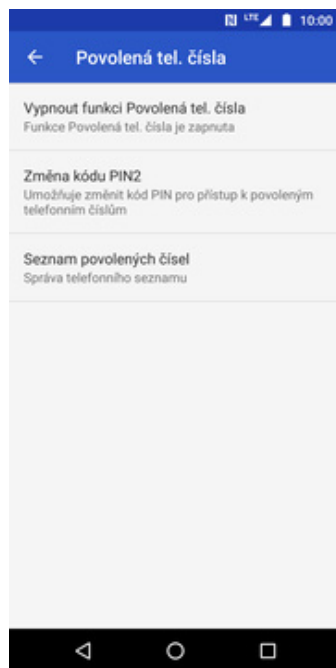 LTE 10:00
Povolená tel. čísla
Vypnout funkci Povolená tel. čísla
Funkce Povolená tel. čísla je zapnuta
Změna kódu PIN2
Umožňuje změnit kód PIN pro přístup k povoleným
telefonním číslům
Seznam povolených čísel
Správa telefonního seznamu